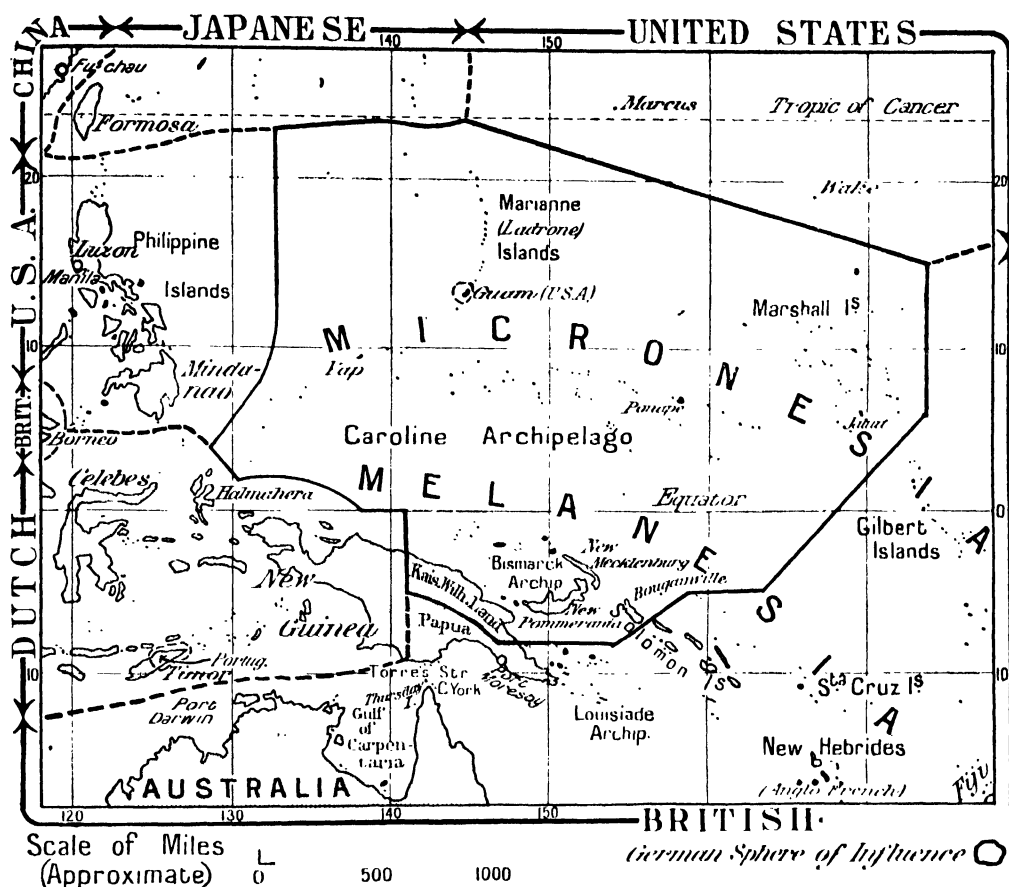 CHINA
JAPANESE
UNITED STATES
140
150
Fuchau
Formosa
Marcus
Tropic of Cancer
20
20
Wake
U.S.A.
Luzon
Philippine
Islands
Manila
Marianne
(Ladrone)
Islands
Guam (U.S.A)
Marshall Is
MICRONESIA
10
10
Yap
Minda-
nao
Ponape
Jaluit
BRIT.
Borneo
Caroline Archipelago
Celebes
Halmahera
MELANESIA
Equator
0
Gilbert
Islands
DUTCH
New
Guinea
Kais. Wilh. Land
Bismarck
Archip
New
Mecklenburg
New
Pommerania
Bouganville
Solomon Is
Papua
Port
Moresby
Timor
Portug.
10
10
Torres Str
Thursday I.
C York
Sta Cruz Is
Port
Darwin
Gulf
of
Carpen-
taria
Louisiade
Archip.
New Hebrides
(Anglo French)
Fiji
AUSTRALIA
120
130
140
150
BRITISH
Scale of Miles
(Approximate)
0 500 1000
German Sphere of Influence